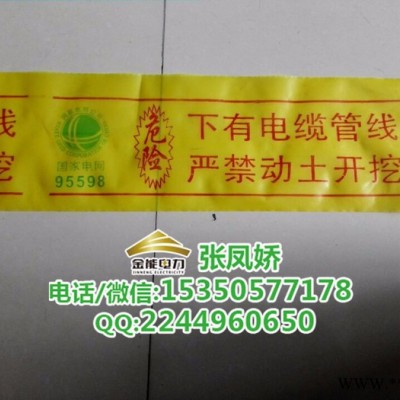 线
挖
国家电网
95598
危险
下有电缆管线
严禁动土开挖
金能电力
JINNENG ELECTRICITY
张凤娇
电话/微信:15350577178
QQ:2244960650